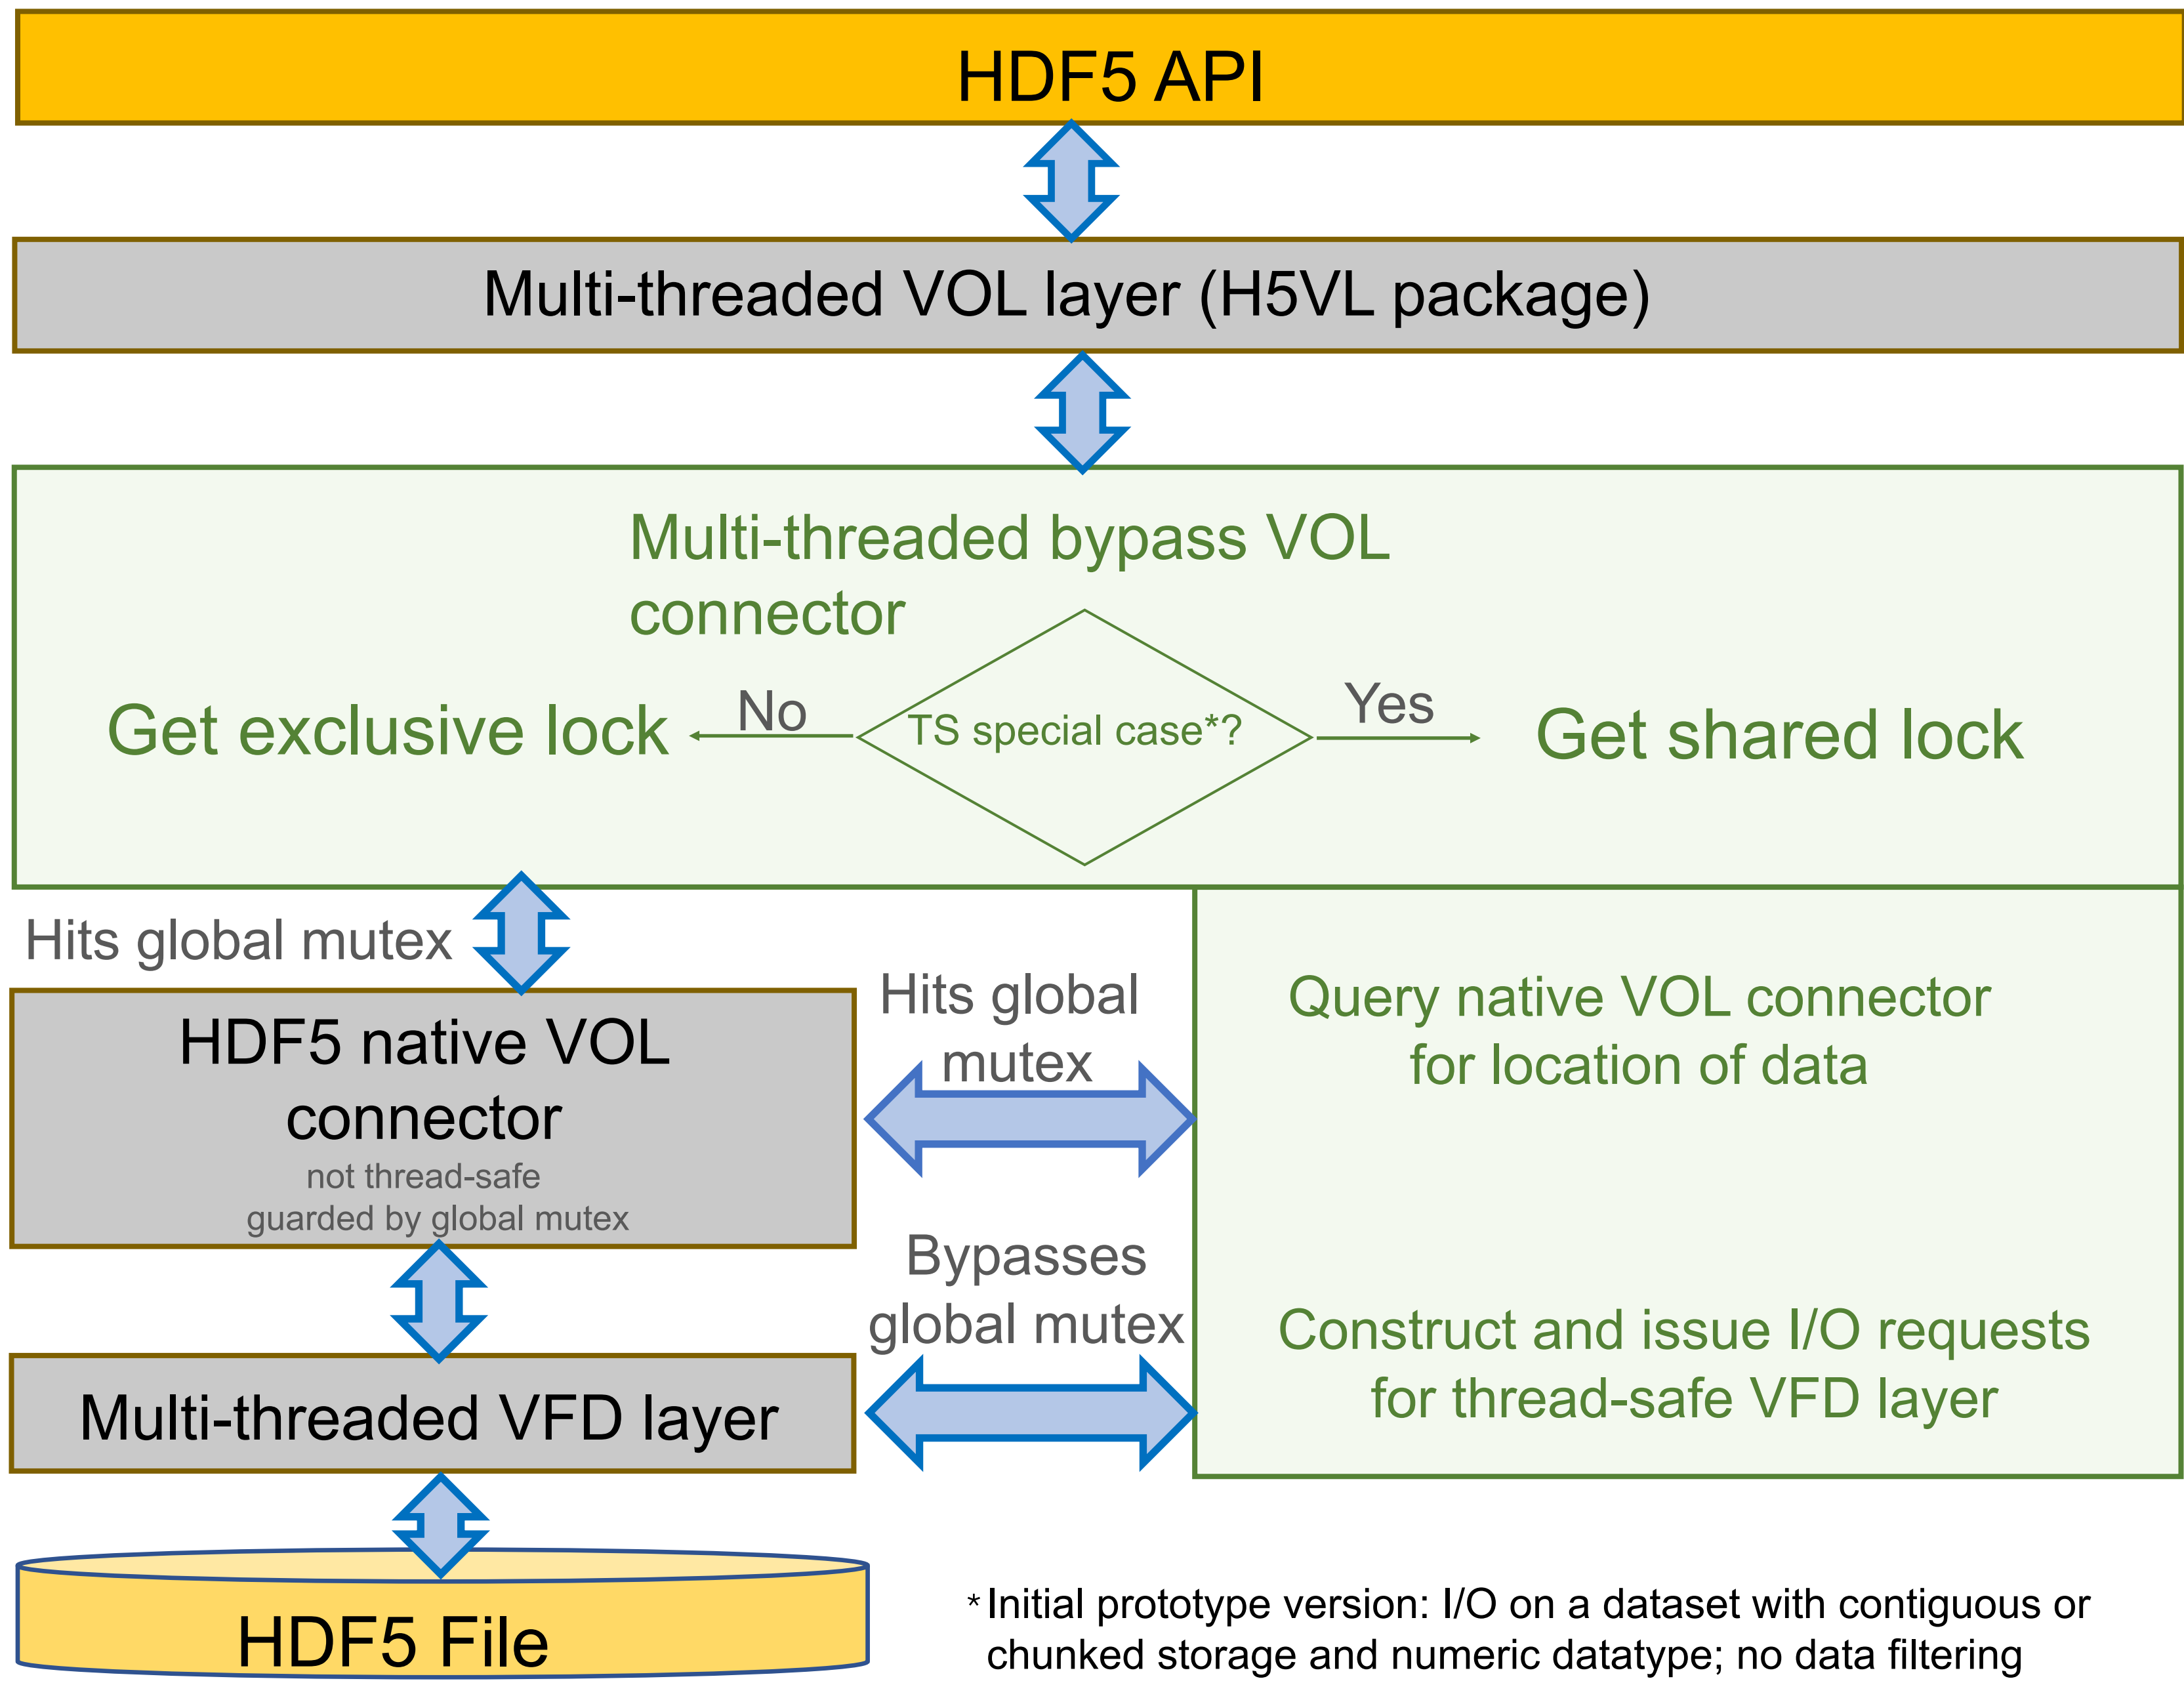 HDF5 API
Multi-threaded VOL layer (H5VL package)
Multi-threaded bypass VOL
connector
Get exclusive lock
No
TS special case*?
Yes
Get shared lock
Hits global mutex
HDF5 native VOL
connector
not thread-safe
guarded by global mutex
Hits global
mutex
Query native VOL connector
for location of data
Bypasses
global mutex
Construct and issue I/O requests
for thread-safe VFD layer
Multi-threaded VFD layer
HDF5 File
* Initial prototype version: I/O on a dataset with contiguous or
chunked storage and numeric datatype; no data filtering